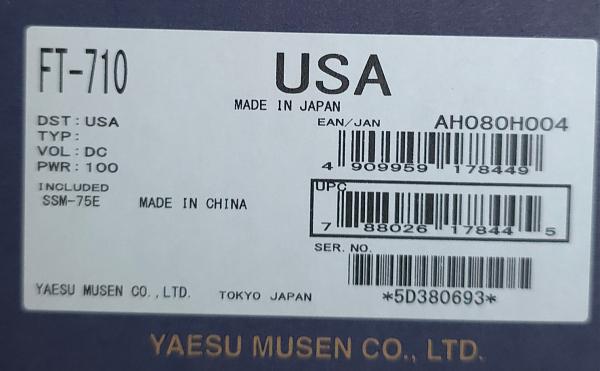 FT-710
USA
MADE IN JAPAN
DST : USA
TYP :
VOL : DC
PWR : 100
INCLUDED
SSM-75E MADE IN CHINA
EAN/JAN AH080H004
4 909959 178449
UPC
7 88026 17844 5
SER. NO.
*5D380693*
YAESU MUSEN CO.,LTD. TOKYO JAPAN
YAESU MUSEN CO., LTD.